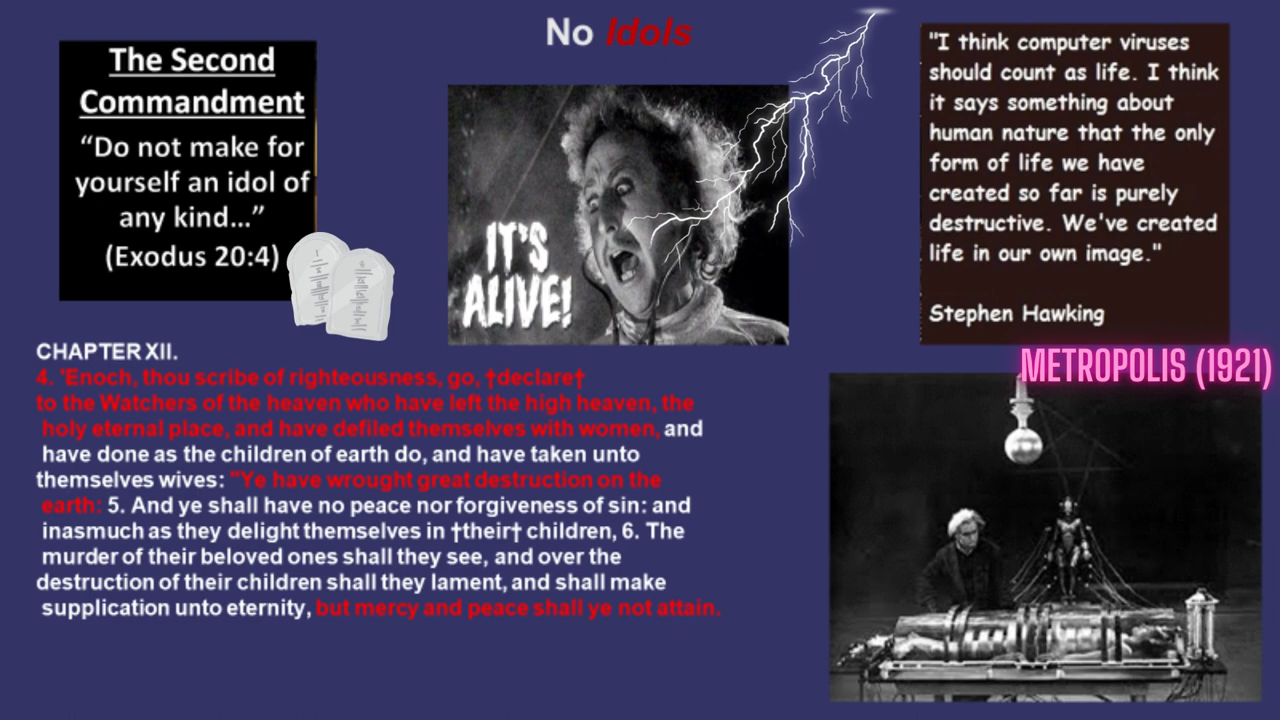 No Idols
The Second
Commandment
“Do not make for
yourself an idol of
any kind…”
(Exodus 20:4)
IT'S
ALIVE!
"I think computer viruses
should count as life. I think
it says something about
human nature that the only
form of life we have
created so far is purely
destructive. We've created
life in our own image."
Stephen Hawking
CHAPTER XII.
4. 'Enoch, thou scribe of righteousness, go, †declare†
to the Watchers of the heaven who have left the high heaven, the
holy eternal place, and have defiled themselves with women, and
have done as the children of earth do, and have taken unto
themselves wives: "Ye have wrought great destruction on the
earth: 5. And ye shall have no peace nor forgiveness of sin: and
inasmuch as they delight themselves in †their† children, 6. The
murder of their beloved ones shall they see, and over the
destruction of their children shall they lament, and shall make
supplication unto eternity, but mercy and peace shall ye not attain.
METROPOLIS (1921)